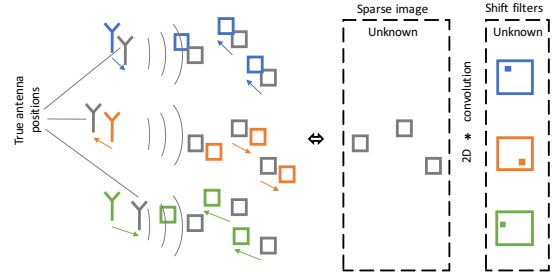 Sparse image
Shift filters
Unknown
Unknown
True antenna
positions
⇔
2D * convolution